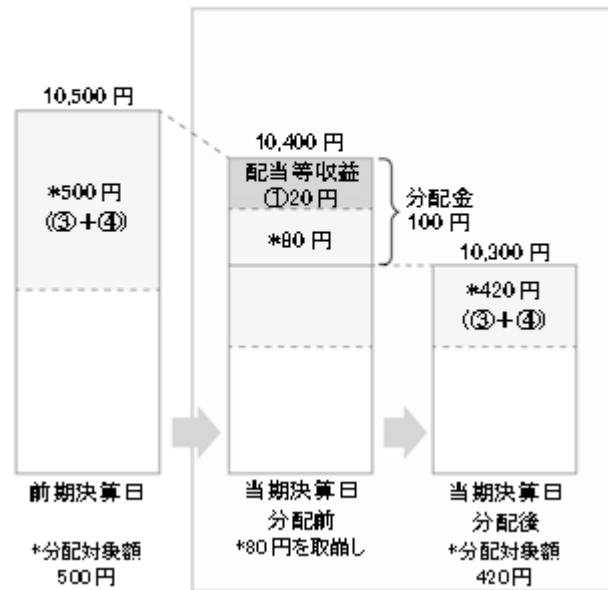 10,500 円
*500 円
(③+④)
前期決算日
*分配対象額
500 円
10,400 円
配当等収益
①20 円
*80 円
分配金
100 円
当期決算日
分配前
*80 円を取崩し
10,300 円
*420 円
(③+④)
当期決算日
分配後
*分配対象額
420円